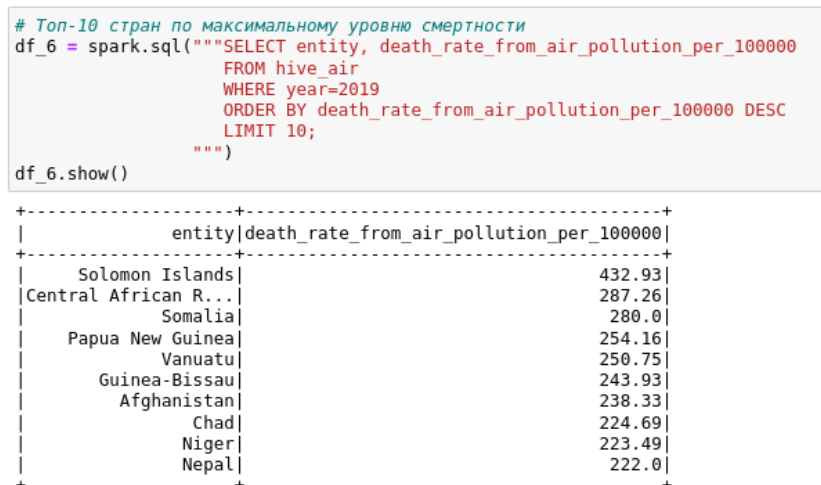 # Топ-10 стран по максимальному уровню смертности
df_6 = spark.sql("""SELECT entity, death_rate_from_air_pollution_per_100000
                    FROM hive_air
                    WHERE year=2019
                    ORDER BY death_rate_from_air_pollution_per_100000 DESC
                    LIMIT 10;
                 """)
df_6.show()
+--------------------+----------------------------------------+
|              entity|death_rate_from_air_pollution_per_100000|
+--------------------+----------------------------------------+
|     Solomon Islands|                                  432.93|
|Central African R...|                                  287.26|
|             Somalia|                                   280.0|
|    Papua New Guinea|                                  254.16|
|             Vanuatu|                                  250.75|
|       Guinea-Bissau|                                  243.93|
|         Afghanistan|                                  238.33|
|                Chad|                                  224.69|
|               Niger|                                  223.49|
|               Nepal|                                   222.0|
+--------------------+----------------------------------------+